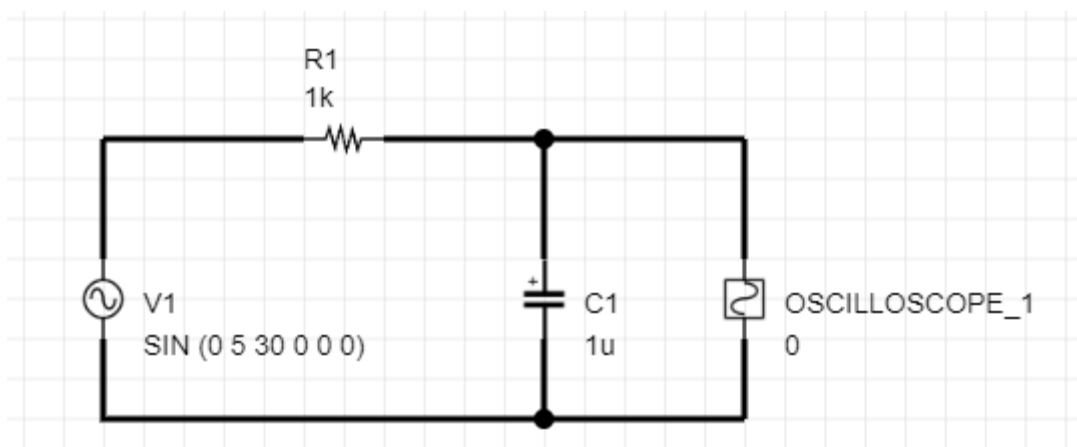 R1
1k
+
V1
SIN (0 5 30 0 0 0)
C1
1u
OSCILLOSCOPE_1
0